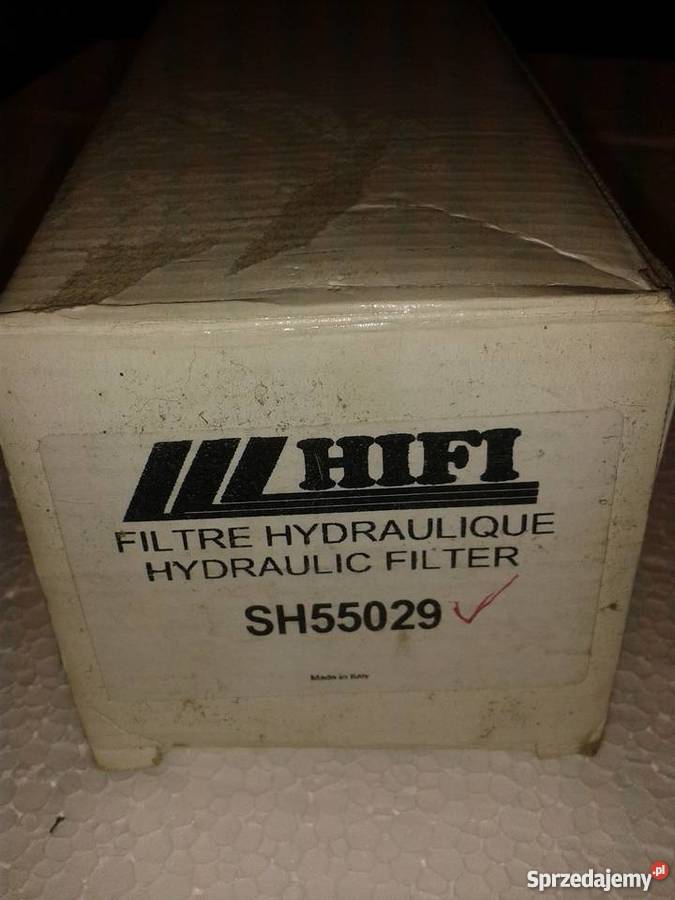 HIFI
FILTRE HYDRAULIQUE
HYDRAULIC FILTER
SH55029
Made in Italy
Sprzedajemy.pl